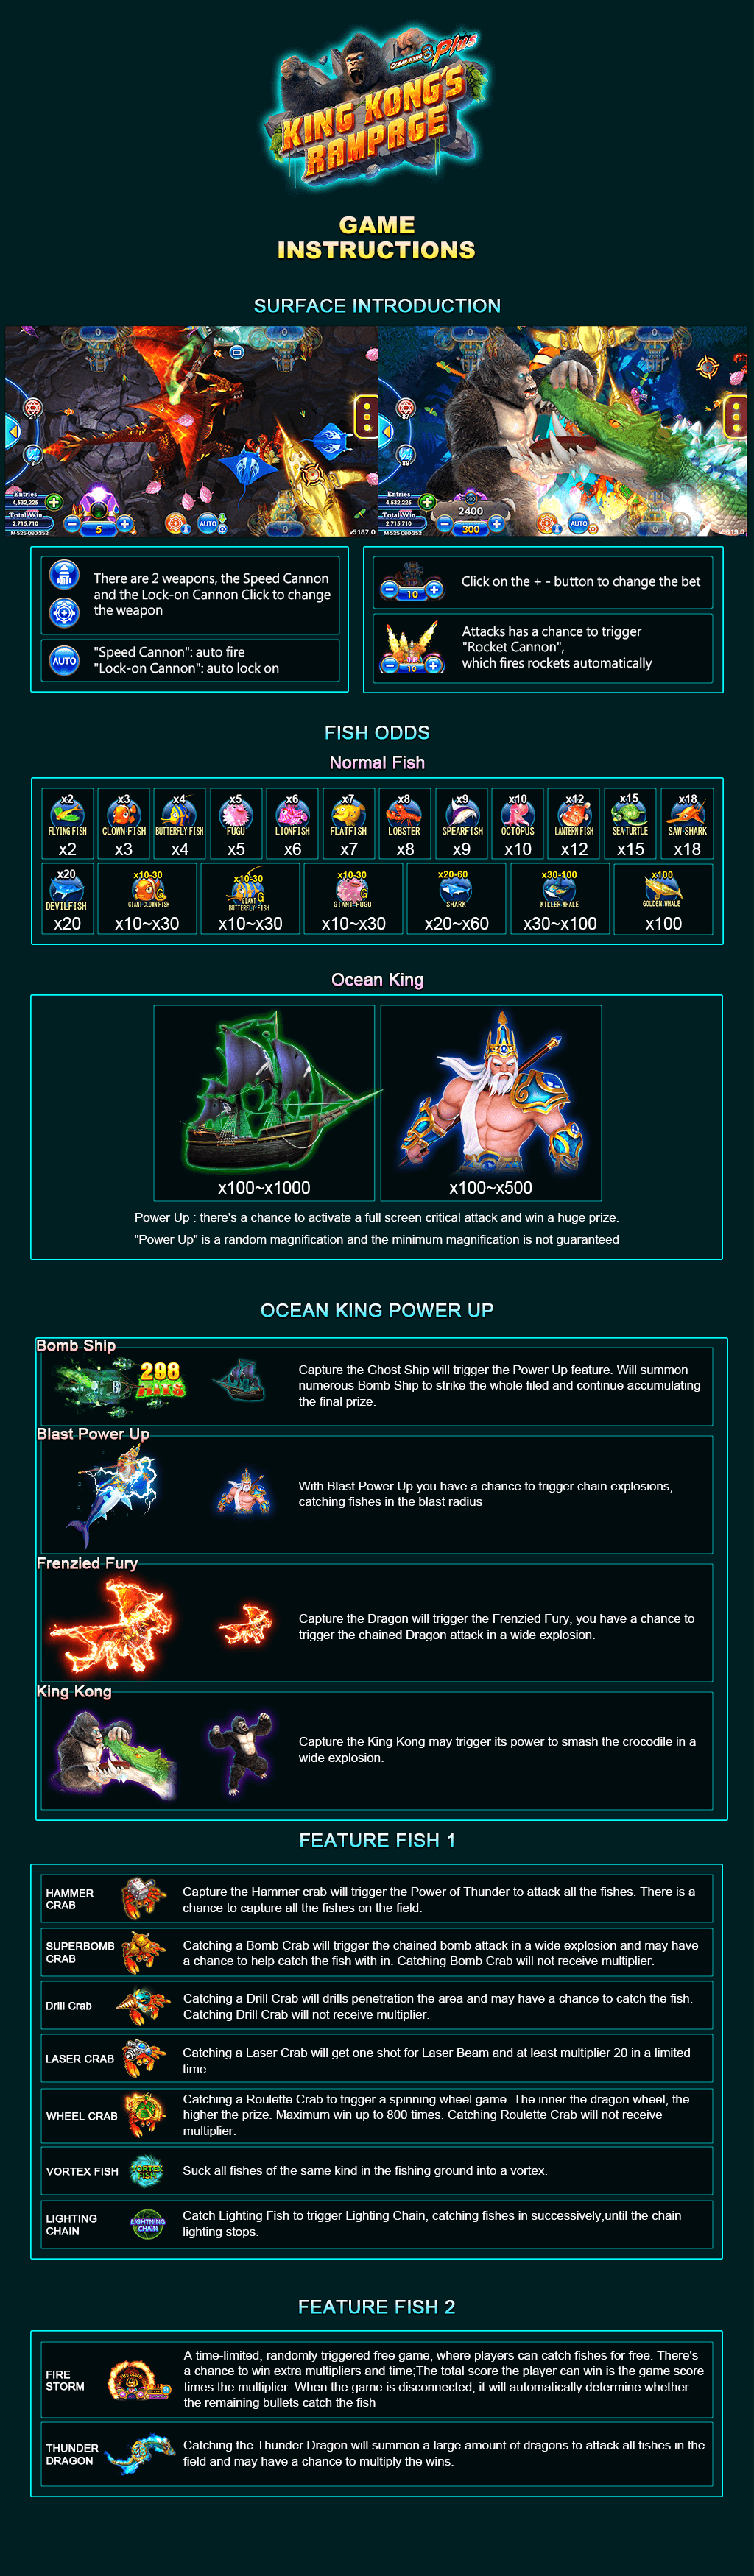 OCEAN KING 3 Plus
KING KONG'S
RAMPAGE
GAME
INSTRUCTIONS
SURFACE INTRODUCTION
0
0
21
8
Entries
4,532,225
TotalWin
2,715,710
M-525-080-352
5
AUTO
0
V5187.0
0
0
87
89
Entries
4,532,225
TotalWin
2,715,710
M-525-080-352
2400
300
AUTO
0
There are 2 weapons, the Speed Cannon
and the Lock-on Cannon Click to change
the weapon
AUTO
"Speed Cannon": auto fire
"Lock-on Cannon": auto lock on
10
Click on the + - button to change the bet
10
Attacks has a chance to trigger
"Rocket Cannon",
which fires rockets automatically
FISH ODDS
Normal Fish
x2 x3 x4 x5 x6 x7 x8 x9 x10 x12 x15 x18
FLYING FISH CLOWN-FISH BUTTERFLY FISH FUGU LIONFISH FLATFISH LOBSTER SPEARFISH OCTOPUS LANTERN FISH SEA-TURTLE SAW-SHARK
x2 x3 x4 x5 x6 x7 x8 x9 x10 x12 x15 x18
x20 x10-30 x10-30 x10-30 x20-60 x30-100 x100
DEVILFISH GIANT-CLOWN FISH GIANT BUTTERFLY-FISH GIANT-FUGU SHARK KILLER-WHALE GOLDEN-WHALE
x20 x10~x30 x10~x30 x10~x30 x20~x60 x30~x100 x100
Ocean King
x100~x1000
x100~x500
Power Up : there's a chance to activate a full screen critical attack and win a huge prize.
"Power Up" is a random magnification and the minimum magnification is not guaranteed
OCEAN KING POWER UP
Bomb Ship
298
HITS
Capture the Ghost Ship will trigger the Power Up feature. Will summon
numerous Bomb Ship to strike the whole filed and continue accumulating
the final prize.
Blast Power Up
With Blast Power Up you have a chance to trigger chain explosions,
catching fishes in the blast radius
Frenzied Fury
Capture the Dragon will trigger the Frenzied Fury, you have a chance to
trigger the chained Dragon attack in a wide explosion.
King Kong
Capture the King Kong may trigger its power to smash the crocodile in a
wide explosion.
FEATURE FISH 1
HAMMER
CRAB
Capture the Hammer crab will trigger the Power of Thunder to attack all the fishes. There is a
chance to capture all the fishes on the field.
SUPERBOMB
CRAB
Catching a Bomb Crab will trigger the chained bomb attack in a wide explosion and may have
a chance to help catch the fish with in. Catching Bomb Crab will not receive multiplier.
Drill Crab
Catching a Drill Crab will drills penetration the area and may have a chance to catch the fish.
Catching Drill Crab will not receive multiplier.
LASER CRAB
Catching a Laser Crab will get one shot for Laser Beam and at least multiplier 20 in a limited
time.
WHEEL CRAB
Catching a Roulette Crab to trigger a spinning wheel game. The inner the dragon wheel, the
higher the prize. Maximum win up to 800 times. Catching Roulette Crab will not receive
multiplier.
VORTEX FISH
VORTEX
FISH
Suck all fishes of the same kind in the fishing ground into a vortex.
LIGHTING
CHAIN
LIGHTNING
CHAIN
Catch Lighting Fish to trigger Lighting Chain, catching fishes in successively,until the chain
lighting stops.
FEATURE FISH 2
FIRE
STORM
A time-limited, randomly triggered free game, where players can catch fishes for free. There's
a chance to win extra multipliers and time;The total score the player can win is the game score
times the multiplier. When the game is disconnected, it will automatically determine whether
the remaining bullets catch the fish
THUNDER
DRAGON
Catching the Thunder Dragon will summon a large amount of dragons to attack all fishes in the
field and may have a chance to multiply the wins.